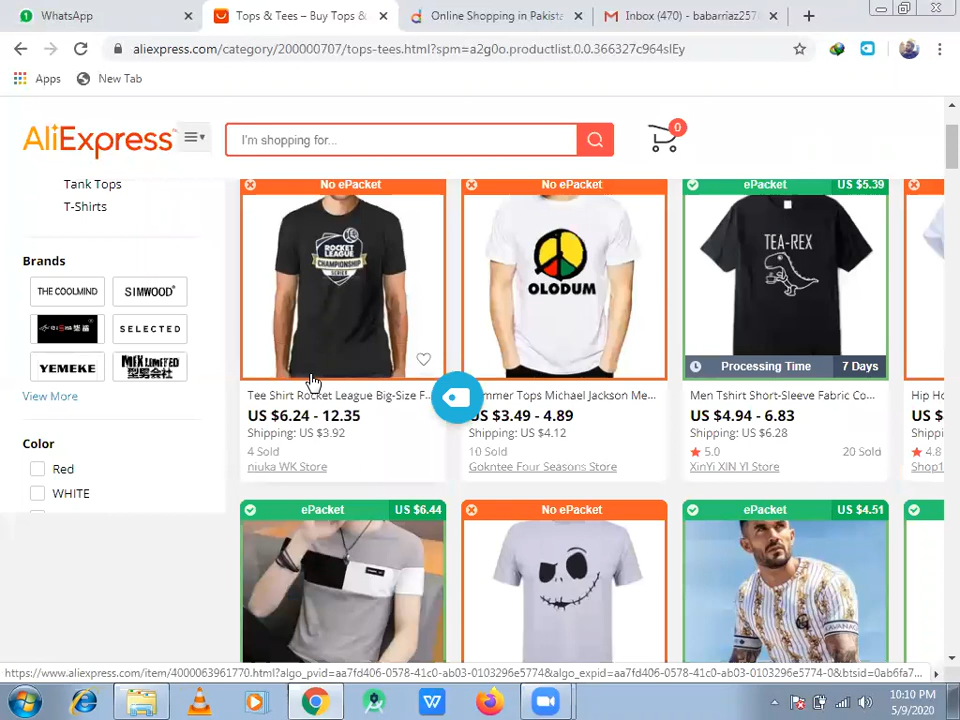 WhatsApp
Tops & Tees – Buy Tops &
Online Shopping in Pakista
Inbox (470) - babarriaz257
aliexpress.com/category/200000707/tops-tees.html?spm=a2g0o.productlist.0.0.366327c964slEy
Apps
New Tab
AliExpress
I'm shopping for...
0
Tank Tops
T-Shirts
Brands
THE COOLMIND
SIMWOOD®
SELECTED
YEMEKE
View More
Color
Red
WHITE
No ePacket
ROCKET
LEAGUE
CHAMPIONSHIP
SERIES
Tee Shirt Rocket League Big-Size F...
US $6.24 - 12.35
Shipping: US $3.92
4 Sold
niuka WK Store
No ePacket
OLODUM
mmer Tops Michael Jackson Me...
US $3.49 - 4.89
Shipping: US $4.12
10 Sold
Gokntee Four Seasons Store
ePacket US $5.39
TEA-REX
Processing Time 7 Days
Men Tshirt Short-Sleeve Fabric Co...
US $4.94 - 6.83
Shipping: US $6.28
5.0 20 Sold
XinYi XIN YI Store
Hip Ho
US $
Shippi
4.8
Shop1
ePacket US $6.44
No ePacket
ePacket US $4.51
https://www.aliexpress.com/item/4000063961770.html?algo_pvid=aa7fd406-0578-41c0-ab03-0103296e5774&algo_expid=aa7fd406-0578-41c0-ab03-0103296e5774-0&btsid=0ab6fa7...
10:10 PM
5/9/2020